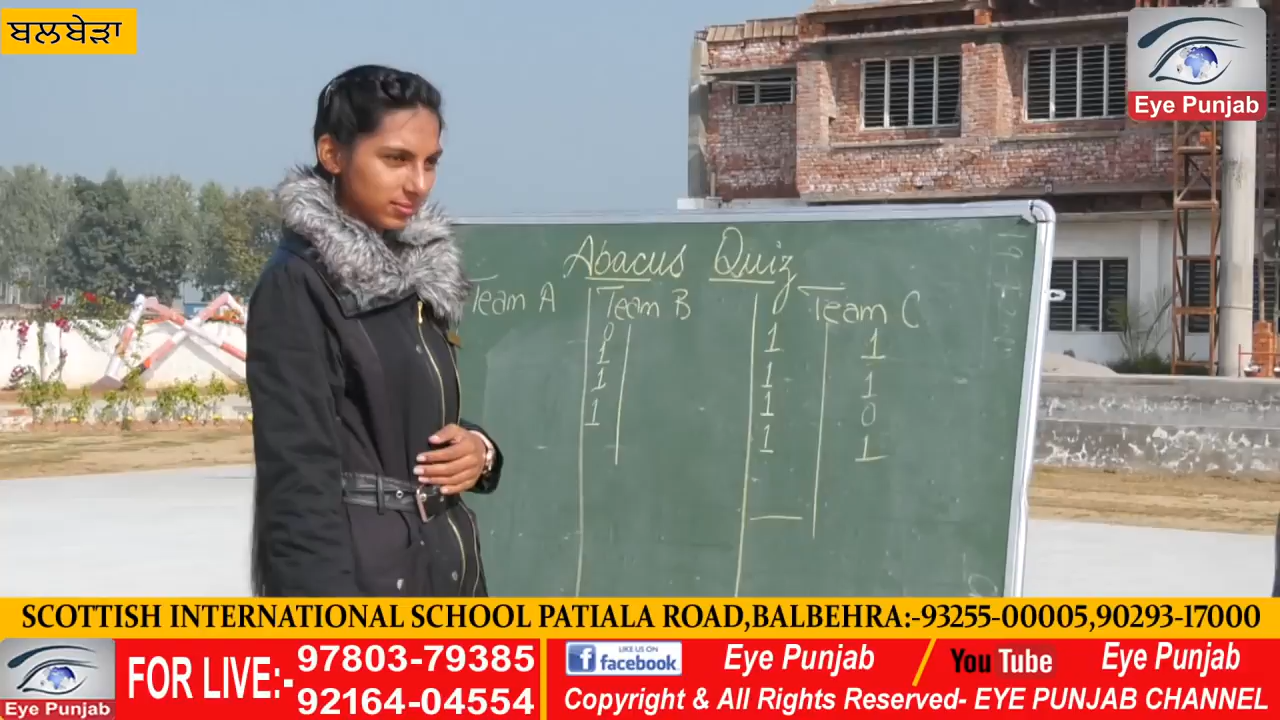 ਬਲਬੇੜਾ
Eye Punjab
Abacus Quiz
Team A Team B Team C
0
1 1 1
1 1 1
1 1 0
1 1
SCOTTISH INTERNATIONAL SCHOOL PATIALA ROAD,BALBEHRA:-93255-00005,90293-17000
Eye Punjab
FOR LIVE:- 97803-79385
92164-04554
LIKE US ON
facebook
Eye Punjab
YouTube
Eye Punjab
Copyright & All Rights Reserved- EYE PUNJAB CHANNEL